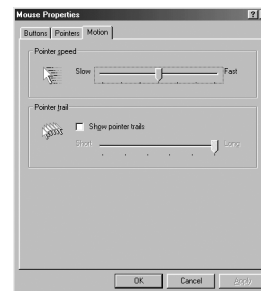 Mouse Properties
Buttons Pointers Motion
Pointer speed
Slow Fast
Pointer trail
Show pointer trails
Short Long
OK Cancel Apply